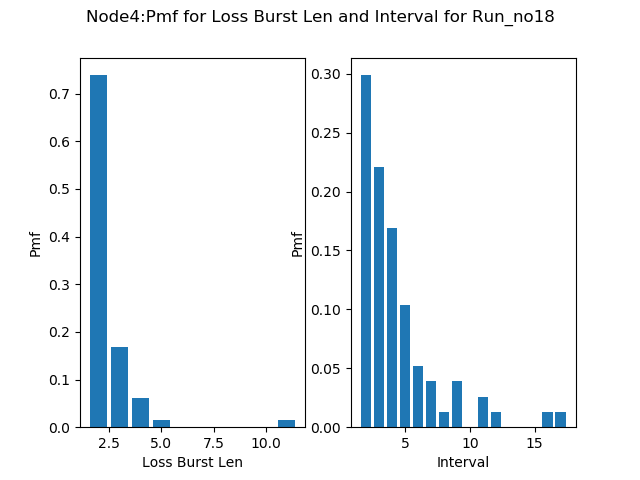 Node4:Pmf for Loss Burst Len and Interval for Run_no18
Pmf
0.7
0.6
0.5
0.4
0.3
0.2
0.1
0.0
2.5 5.0 7.5 10.0
Loss Burst Len
Pmf
0.30
0.25
0.20
0.15
0.10
0.05
0.00
5 10 15
Interval